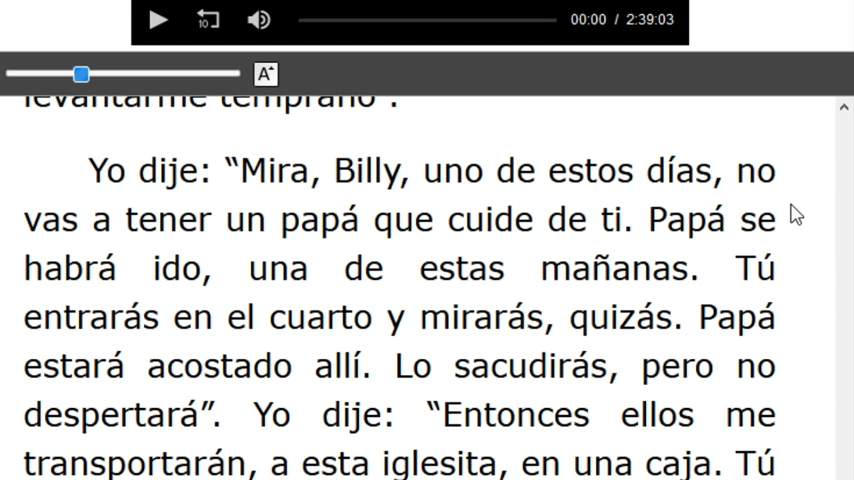 10
00:00 / 2:39:03
A
levantarme temprano”.
Yo dije: “Mira, Billy, uno de estos días, no
vas a tener un papá que cuide de ti. Papá se
habrá ido, una de estas mañanas. Tú
entrarás en el cuarto y mirarás, quizás. Papá
estará acostado allí. Lo sacudirás, pero no
despertará”. Yo dije: “Entonces ellos me
transportarán, a esta iglesita, en una caja. Tú